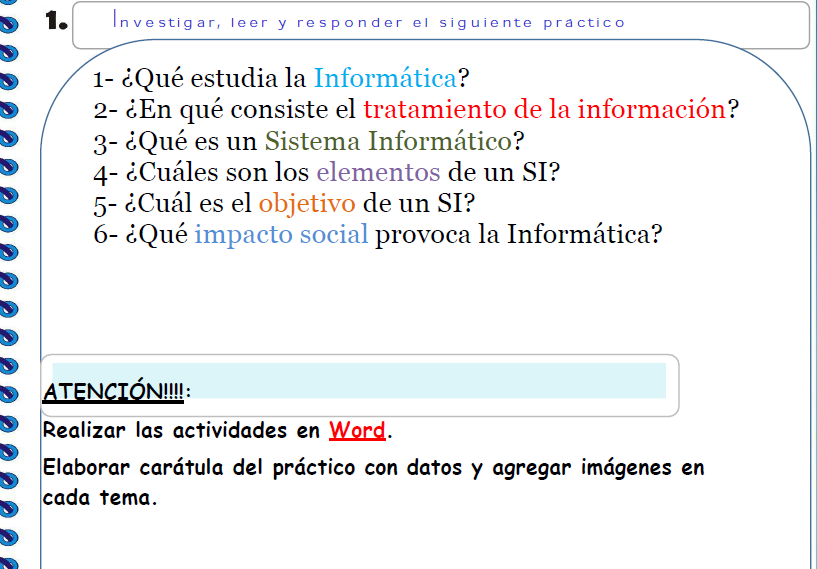 1. Investigar, leer y responder el siguiente práctico
1- ¿Qué estudia la Informática?
2- ¿En qué consiste el tratamiento de la información?
3- ¿Qué es un Sistema Informático?
4- ¿Cuáles son los elementos de un SI?
5- ¿Cuál es el objetivo de un SI?
6- ¿Qué impacto social provoca la Informática?
ATENCIÓN!!!!:
Realizar las actividades en Word.
Elaborar carátula del práctico con datos y agregar imágenes en
cada tema.